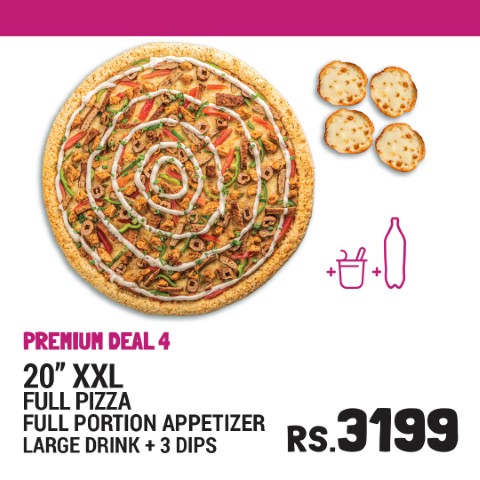 PREMIUM DEAL 4
20” XXL
FULL PIZZA
FULL PORTION APPETIZER
LARGE DRINK + 3 DIPS
RS.3199
+
+